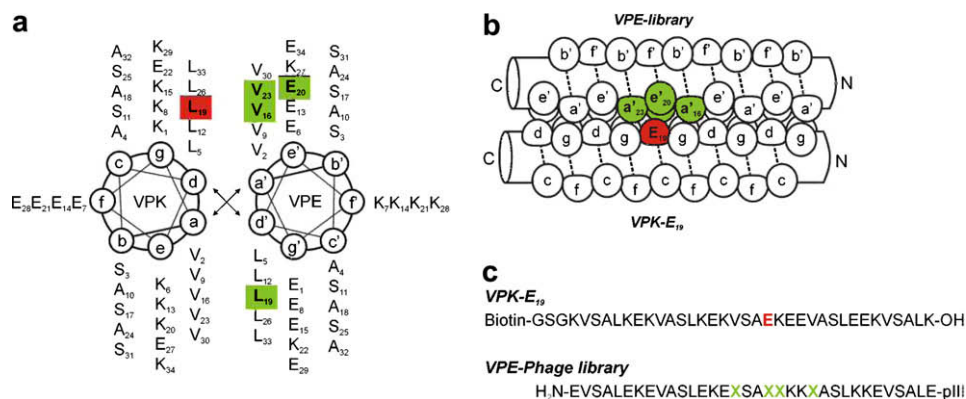 a
A32
S25
A18
S11
A4
K29
E22
K15
K8
K1
L33
L26
L19
L12
L5
V30
V23
V16
V9
V2
E34
K27
E20
E13
E6
S31
A24
S17
A10
S3
c
g
d
f
VPK
a
b
e
e'
b'
a'
VPE
f'
d'
g'
c'
E28E21E14E7
K7K14K21K28
S3
A10
S17
A24
S31
K6
K13
K20
E27
K34
V2
V9
V16
V23
V30
L5
L12
L19
L26
L33
E1
E8
E15
K22
E29
A4
S11
A18
S25
A32
b
VPE-library
b' f' b' f' f' b' f' b'
C N
e' a' e' a'23 e'20 a'16 e' a'
d g d g E19 g d g
C N
c f c f c f c
VPK-E19
c
VPK-E19
Biotin-GSGKVSALKEKVASLKEKVSAEKEEVASLEEKVSALK-OH
VPE-Phage library
H2N-EVSALEKEVASLEKEXSAXXKKXASLKKEVSALE-pIII